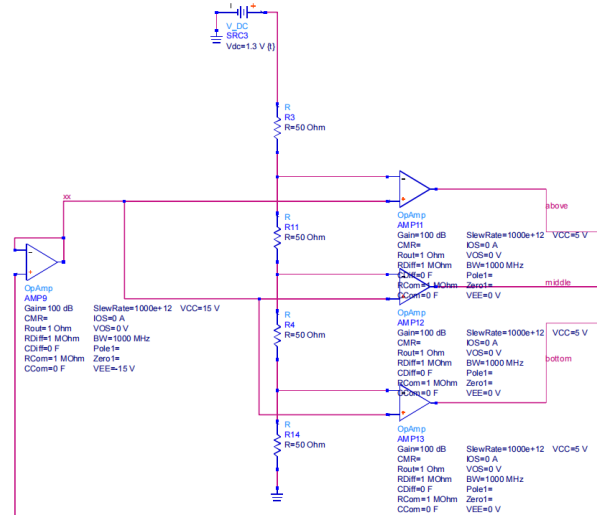 V_DC
SRC3
Vdc=1.3 V {t}
R
R3
R=50 Ohm
xx
R
R11
R=50 Ohm
above
OpAmp
AMP11
Gain=100 dB SlewRate=1000e+12 VCC=5 V
CMR= IOS=0 A
Rout=1 Ohm VOS=0 V
RDiff=1 MOhm BW=1000 MHz
CDiff=0 F Pole1=
RCom=1 MOhm Zero1=
CCom=0 F VEE=0 V
middle
OpAmp
AMP9
Gain=100 dB SlewRate=1000e+12 VCC=15 V
CMR= IOS=0 A
Rout=1 Ohm VOS=0 V
RDiff=1 MOhm BW=1000 MHz
CDiff=0 F Pole1=
RCom=1 MOhm Zero1=
CCom=0 F VEE=-15 V
R
R4
R=50 Ohm
OpAmp
AMP12
Gain=100 dB SlewRate=1000e+12 VCC=5 V
CMR= IOS=0 A
Rout=1 Ohm VOS=0 V
RDiff=1 MOhm BW=1000 MHz
CDiff=0 F Pole1=
RCom=1 MOhm Zero1=
CCom=0 F VEE=0 V
bottom
R
R14
R=50 Ohm
OpAmp
AMP13
Gain=100 dB SlewRate=1000e+12 VCC=5 V
CMR= IOS=0 A
Rout=1 Ohm VOS=0 V
RDiff=1 MOhm BW=1000 MHz
CDiff=0 F Pole1=
RCom=1 MOhm Zero1=
CCom=0 F VEE=0 V